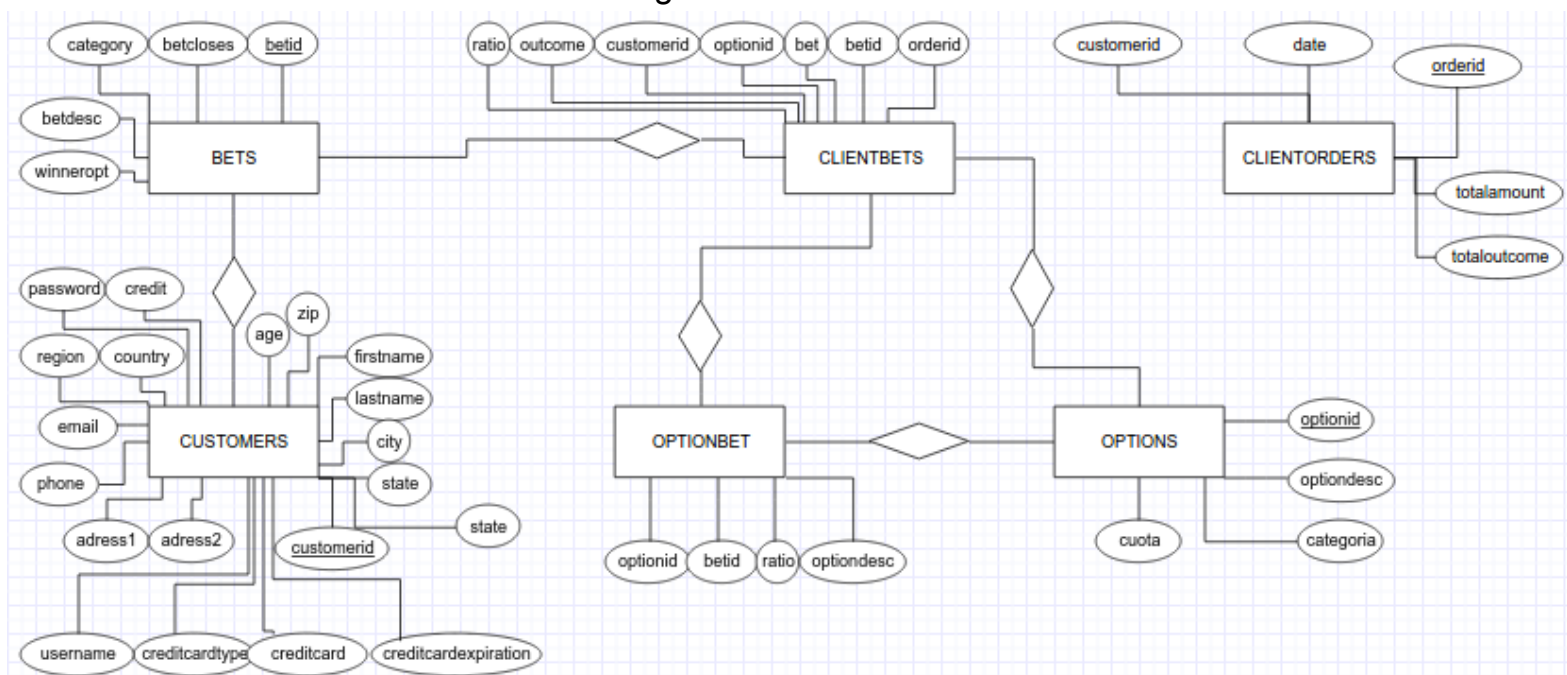 category betcloses betid ratio outcome customerid optionid bet betid orderid customerid date
orderid
betdesc
BETS CLIENTBETS CLIENTORDERS
winneropt
totalamount
totaloutcome
password credit
zip
age
region country firstname
lastname
email
CUSTOMERS city OPTIONBET OPTIONS optionid
phone state optiondesc
state
adress1 adress2 customerid cuota categoria
optionid betid ratio optiondesc
username creditcardtype creditcard creditcardexpiration